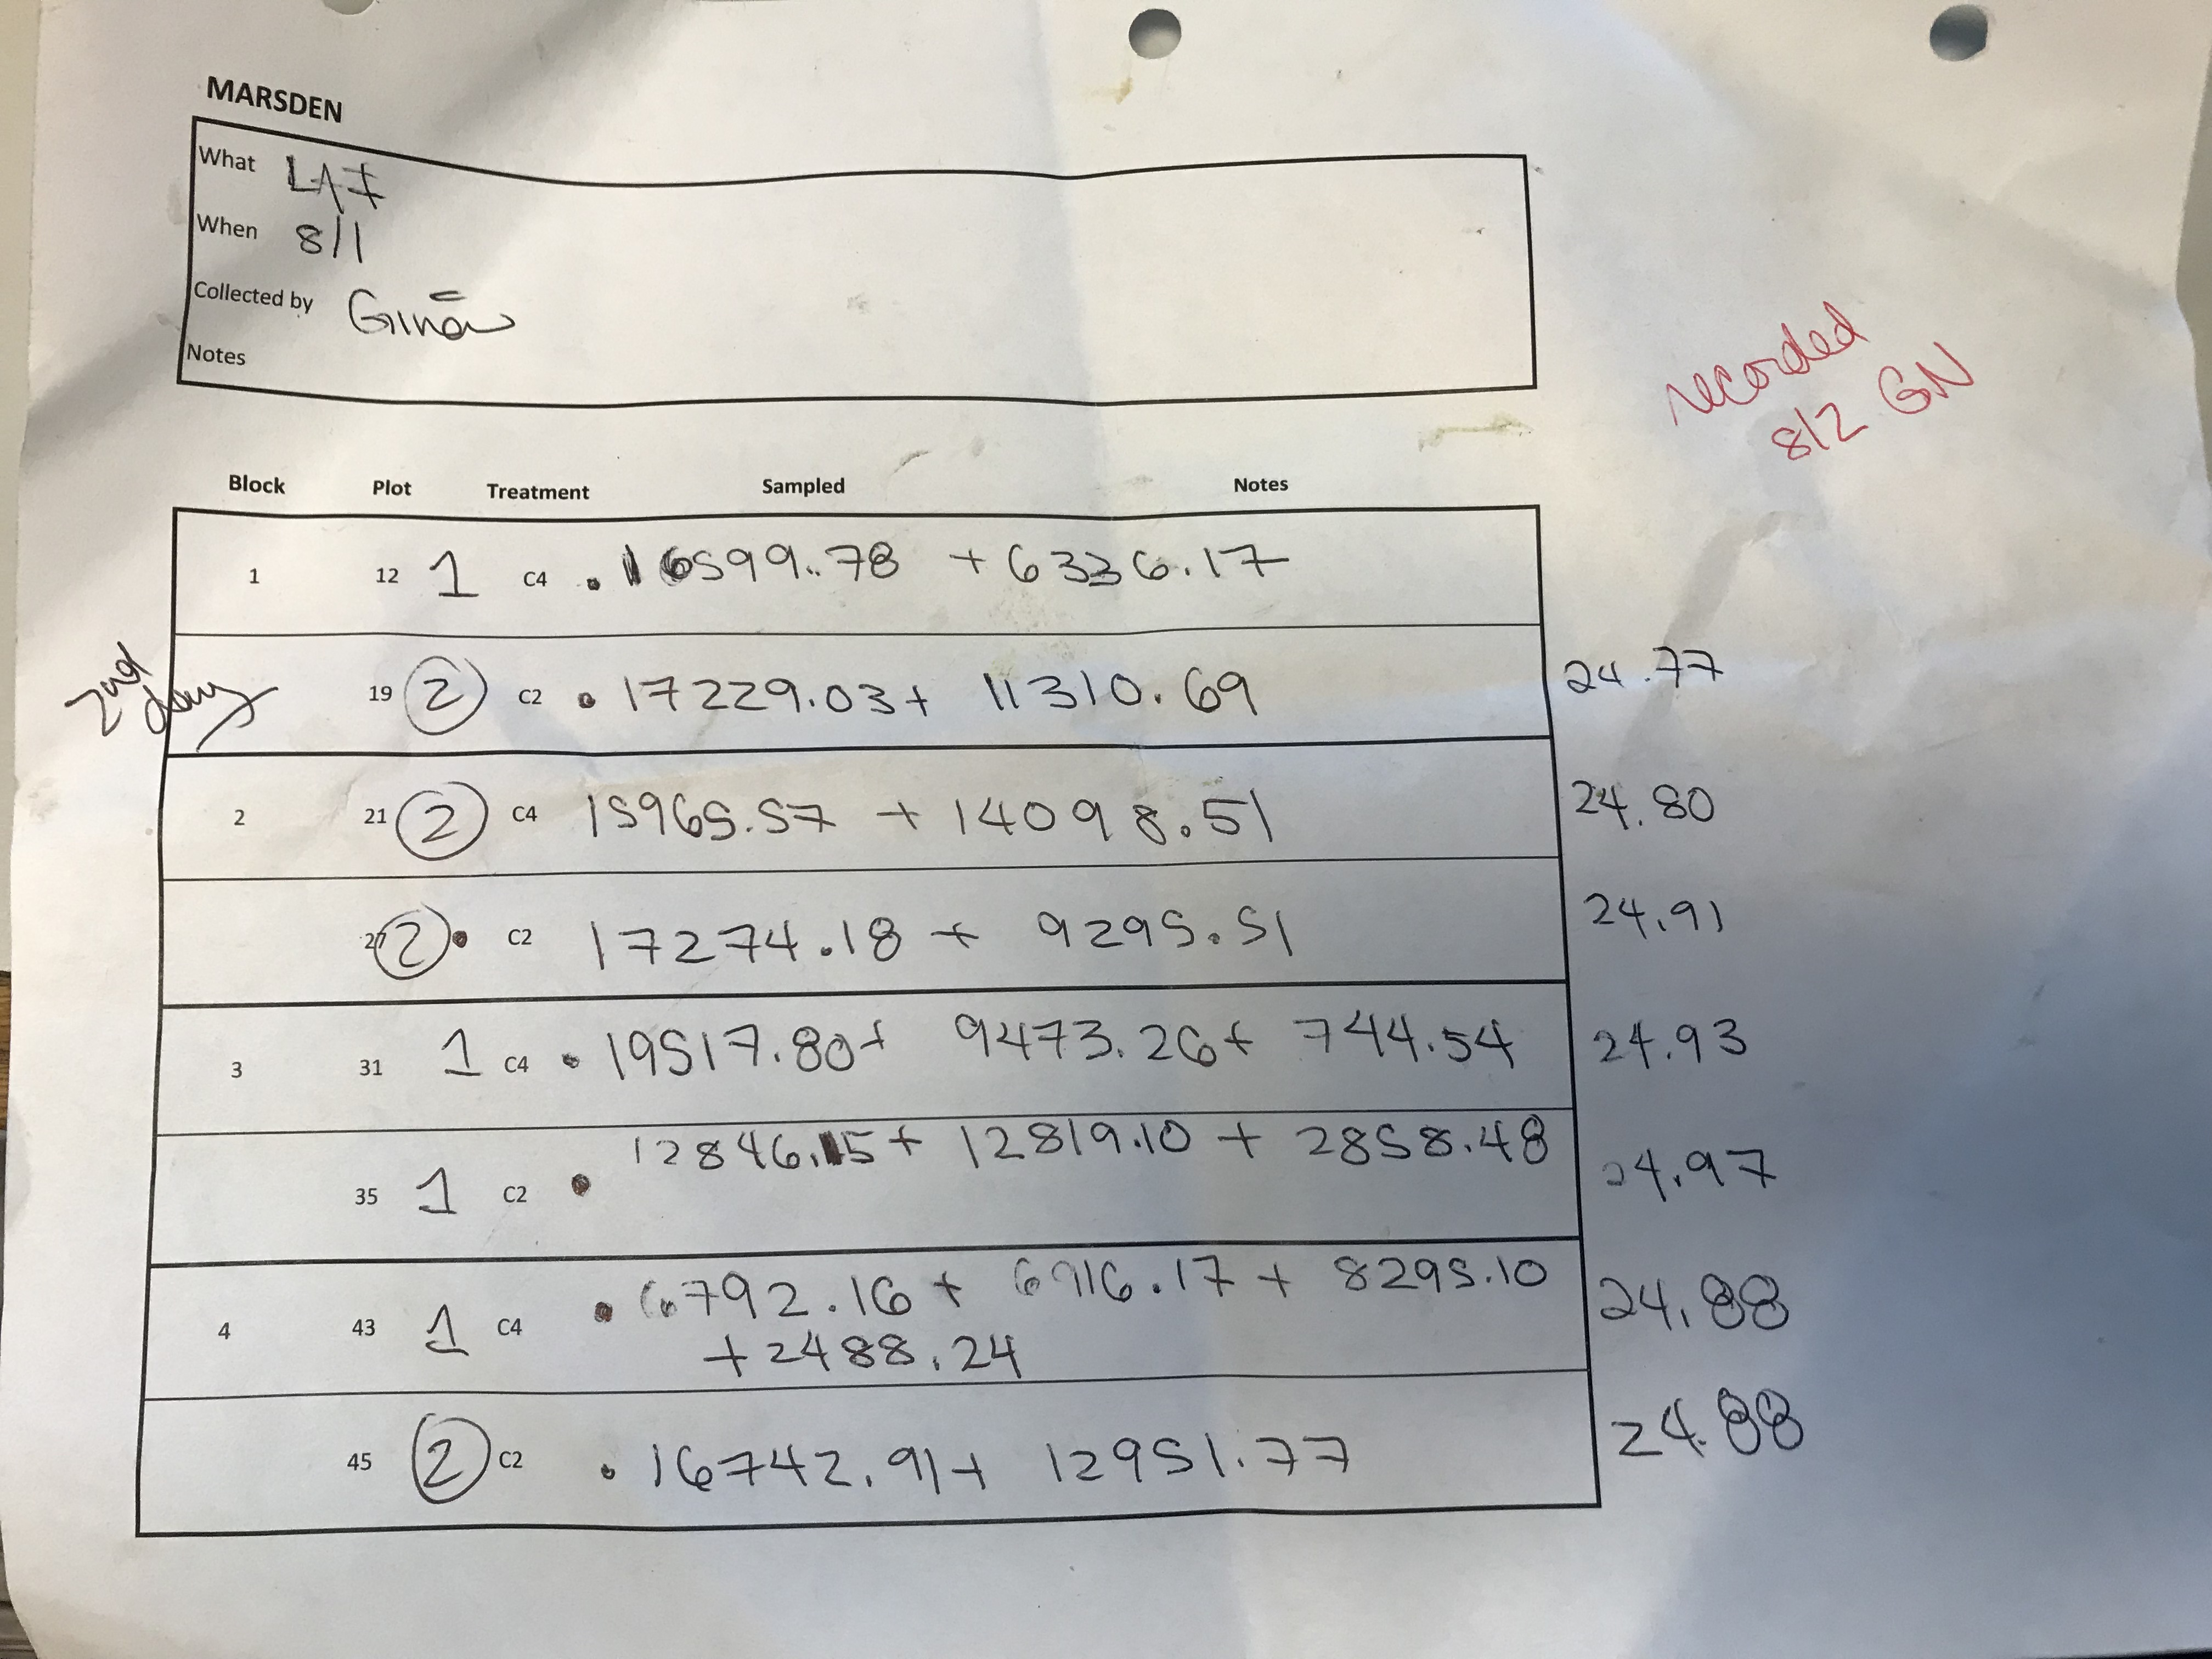 MARSDEN
What LAI
When 8/1
Collected by Gina
Notes
recorded
8/2 GN
Block Plot Treatment Sampled Notes
1 12 1 C4 . 16599.78 + 6336.17
2nd day 19 2 C2 . 17229.03 + 11310.69 24.77
2 21 2 C4 15965.57 + 14098.51 24.80
27 2 . C2 17274.18 + 9295.51 24.91
3 31 1 C4 . 19517.80 + 9473.26 + 744.54 24.93
35 1 C2 . 12846.15 + 12819.10 + 2858.48 24.97
4 43 1 C4 . 6792.16 + 6916.17 + 8295.10 24.88
+ 2488.24
45 2 C2 . 16742.91 + 12951.77 24.88